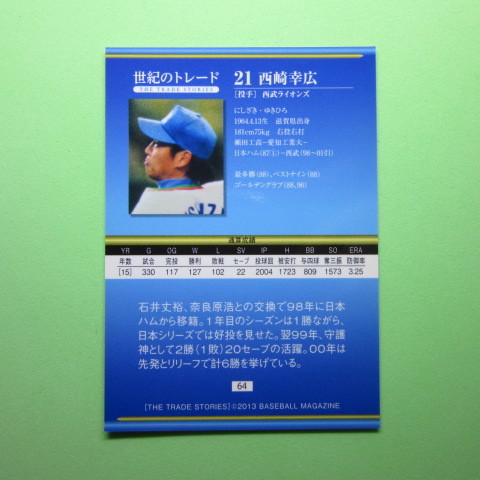 世紀のトレード
THE TRADE STORIES
21 西崎幸広
[投手] 西武ライオンズ
にしざき・ゆきひろ
1964.4.13生 滋賀県出身
181cm75kg 右投右打
瀬田工高−愛知工業大−
日本ハム(87①)−西武(98〜01引)
最多勝(88)、ベストナイン(88)
ゴールデングラブ(88,96)
通算成績
YR G OG W L SV IP H BB SO ERA
年数 試合 完投 勝利 敗戦 セーブ 投球回 被安打 与四球 奪三振 防御率
[15] 330 117 127 102 22 2004 1723 809 1573 3.25
石井丈裕、奈良原浩との交換で98年に日本
ハムから移籍。1年目のシーズンは1勝ながら、
日本シリーズでは好投を見せた。翌99年、守護
神として2勝(1敗)20セーブの活躍。00年は
先発とリリーフで計6勝を挙げている。
64
[THE TRADE STORIES]©2013 BASEBALL MAGAZINE